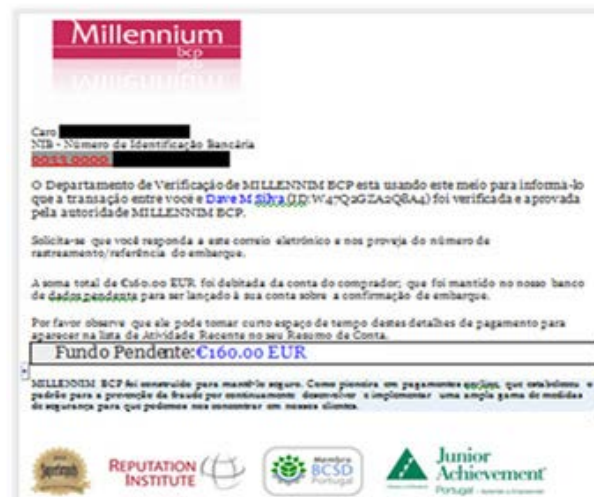 Millennium
bcp
Caro
NIB - Número de Identificação Bancária
0033 0000
O Departamento de Verificação de MILLENNIM BCP está usando este meio para informá-lo
que a transação entre você e Dave M Silva (ID:W47Q2GZA2Q8A4) foi verificada e aprovada
pela autoridade MILLENNIM BCP.
Solicita-se que você responda a este correio eletrônico e nos proveja do número de
rastreamento/referência do embarque.
A soma total de €160.00 EUR foi debitada da conta do comprador; que foi mantido no nosso banco
de dados pendente para ser lançado à sua conta sobre a confirmação de embarque.
Por favor observe que ele pode tomar curto espaço de tempo destes detalhes de pagamento para
aparecer na lista de Atividade Recente no seu Resumo de Conta.
Fundo Pendente:€160.00 EUR
MILLENNIM BCP foi construído para mantê-lo seguro. Como pioneira em pagamentos que estabeleceu o
padrão para a prevenção da fraude por continuamente desenvolver e implementar uma ampla gama de medidas
de segurança para que podemos nos concentrar em nossos clientes.
Superbrands
REPUTATION
INSTITUTE
Membro
BCSD
Portugal
Junior
Achievement
Portugal